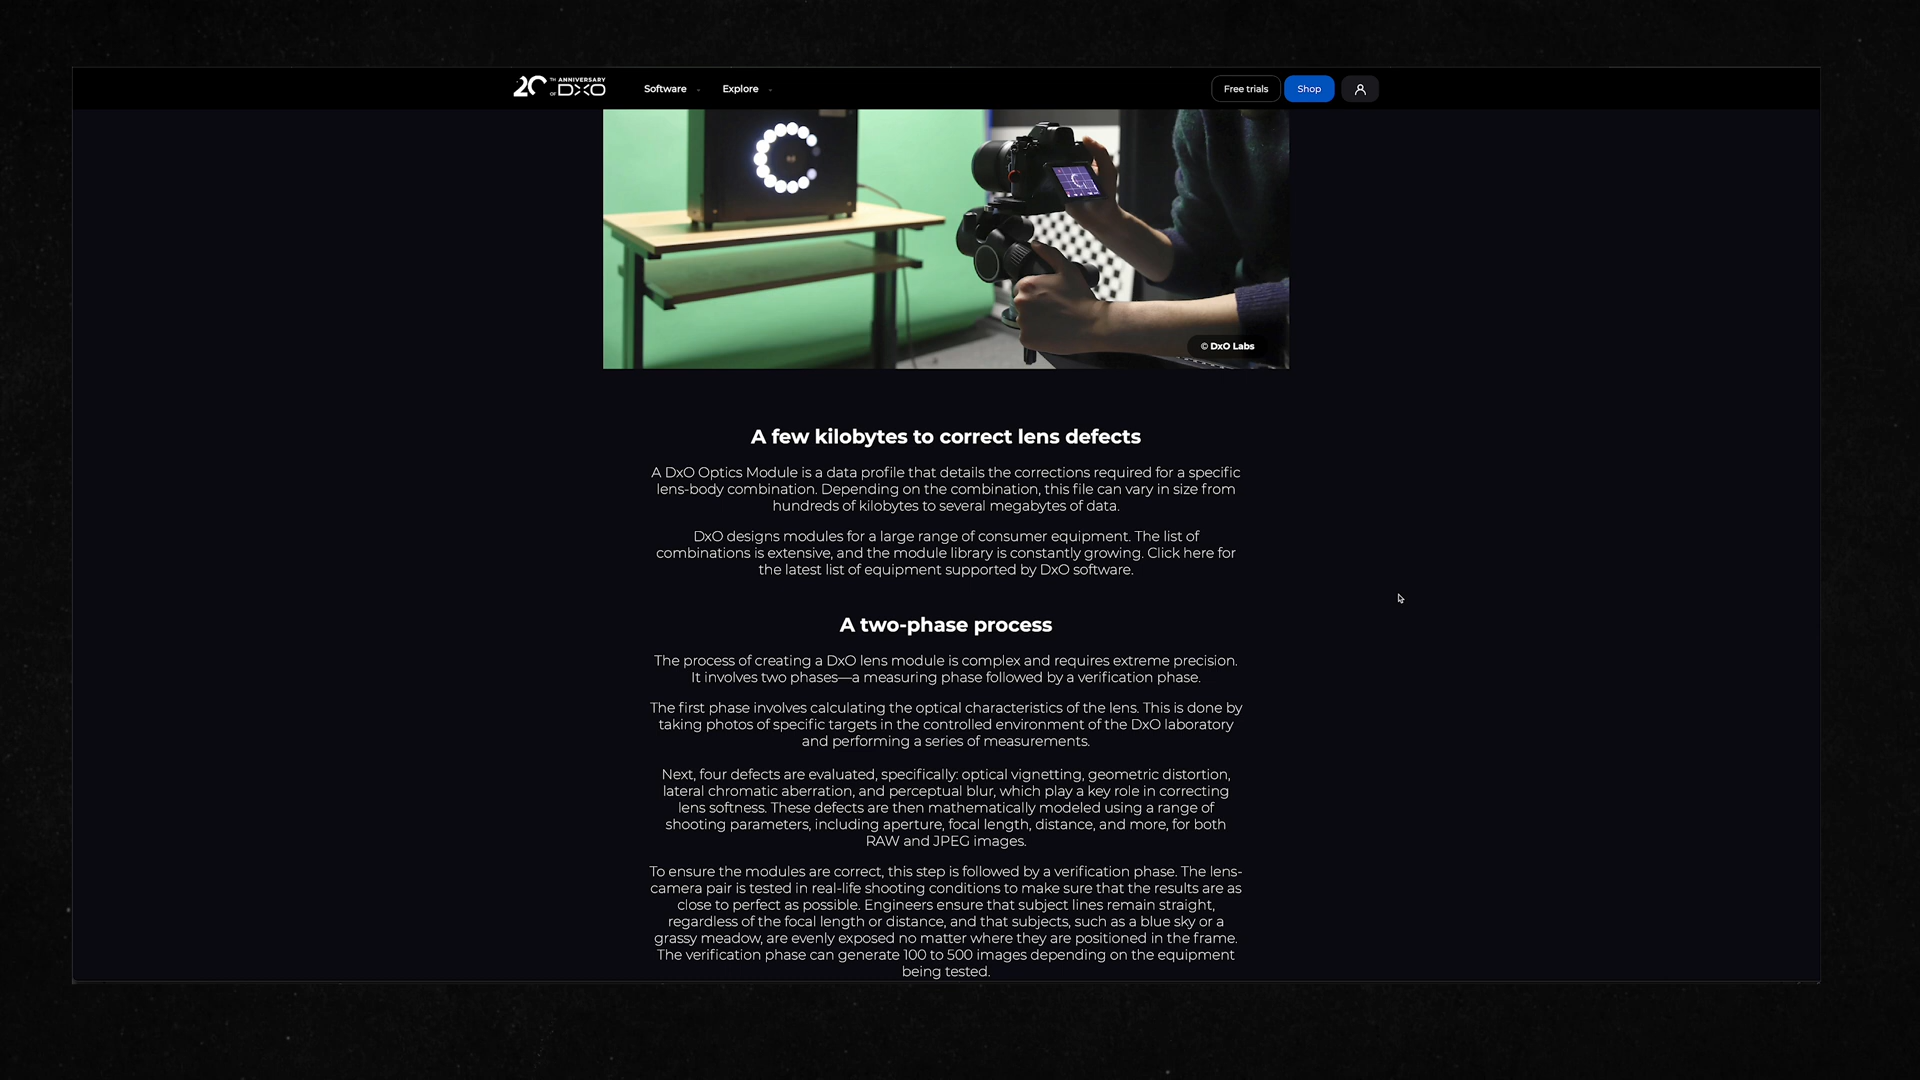 20 TH ANNIVERSARY
OF DXO
Software
Explore
Free trials
Shop
© DxO Labs
A few kilobytes to correct lens defects
A DxO Optics Module is a data profile that details the corrections required for a specific
lens-body combination. Depending on the combination, this file can vary in size from
hundreds of kilobytes to several megabytes of data.
DxO designs modules for a large range of consumer equipment. The list of
combinations is extensive, and the module library is constantly growing. Click here for
the latest list of equipment supported by DxO software.
A two-phase process
The process of creating a DxO lens module is complex and requires extreme precision.
It involves two phases—a measuring phase followed by a verification phase.
The first phase involves calculating the optical characteristics of the lens. This is done by
taking photos of specific targets in the controlled environment of the DxO laboratory
and performing a series of measurements.
Next, four defects are evaluated, specifically: optical vignetting, geometric distortion,
lateral chromatic aberration, and perceptual blur, which play a key role in correcting
lens softness. These defects are then mathematically modeled using a range of
shooting parameters, including aperture, focal length, distance, and more, for both
RAW and JPEG images.
To ensure the modules are correct, this step is followed by a verification phase. The lens-
camera pair is tested in real-life shooting conditions to make sure that the results are as
close to perfect as possible. Engineers ensure that subject lines remain straight,
regardless of the focal length or distance, and that subjects, such as a blue sky or a
grassy meadow, are evenly exposed no matter where they are positioned in the frame.
The verification phase can generate 100 to 500 images depending on the equipment
being tested.